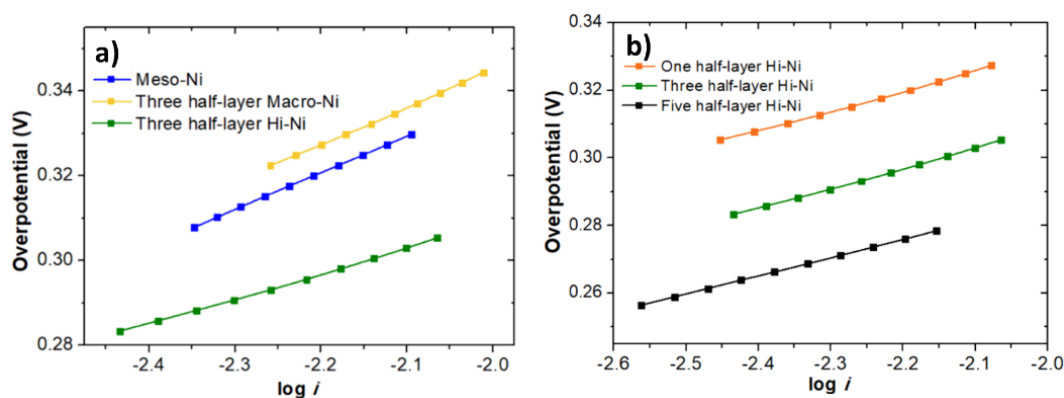 a)
Meso-Ni
Three half-layer Macro-Ni
Three half-layer Hi-Ni
Overpotential (V)
0.34
0.32
0.30
0.28
-2.4
-2.3
-2.2
-2.1
-2.0
log i
b)
One half-layer Hi-Ni
Three half-layer Hi-Ni
Five half-layer Hi-Ni
Overpotential (V)
0.34
0.32
0.30
0.28
0.26
-2.6
-2.5
-2.4
-2.3
-2.2
-2.1
-2.0
log i